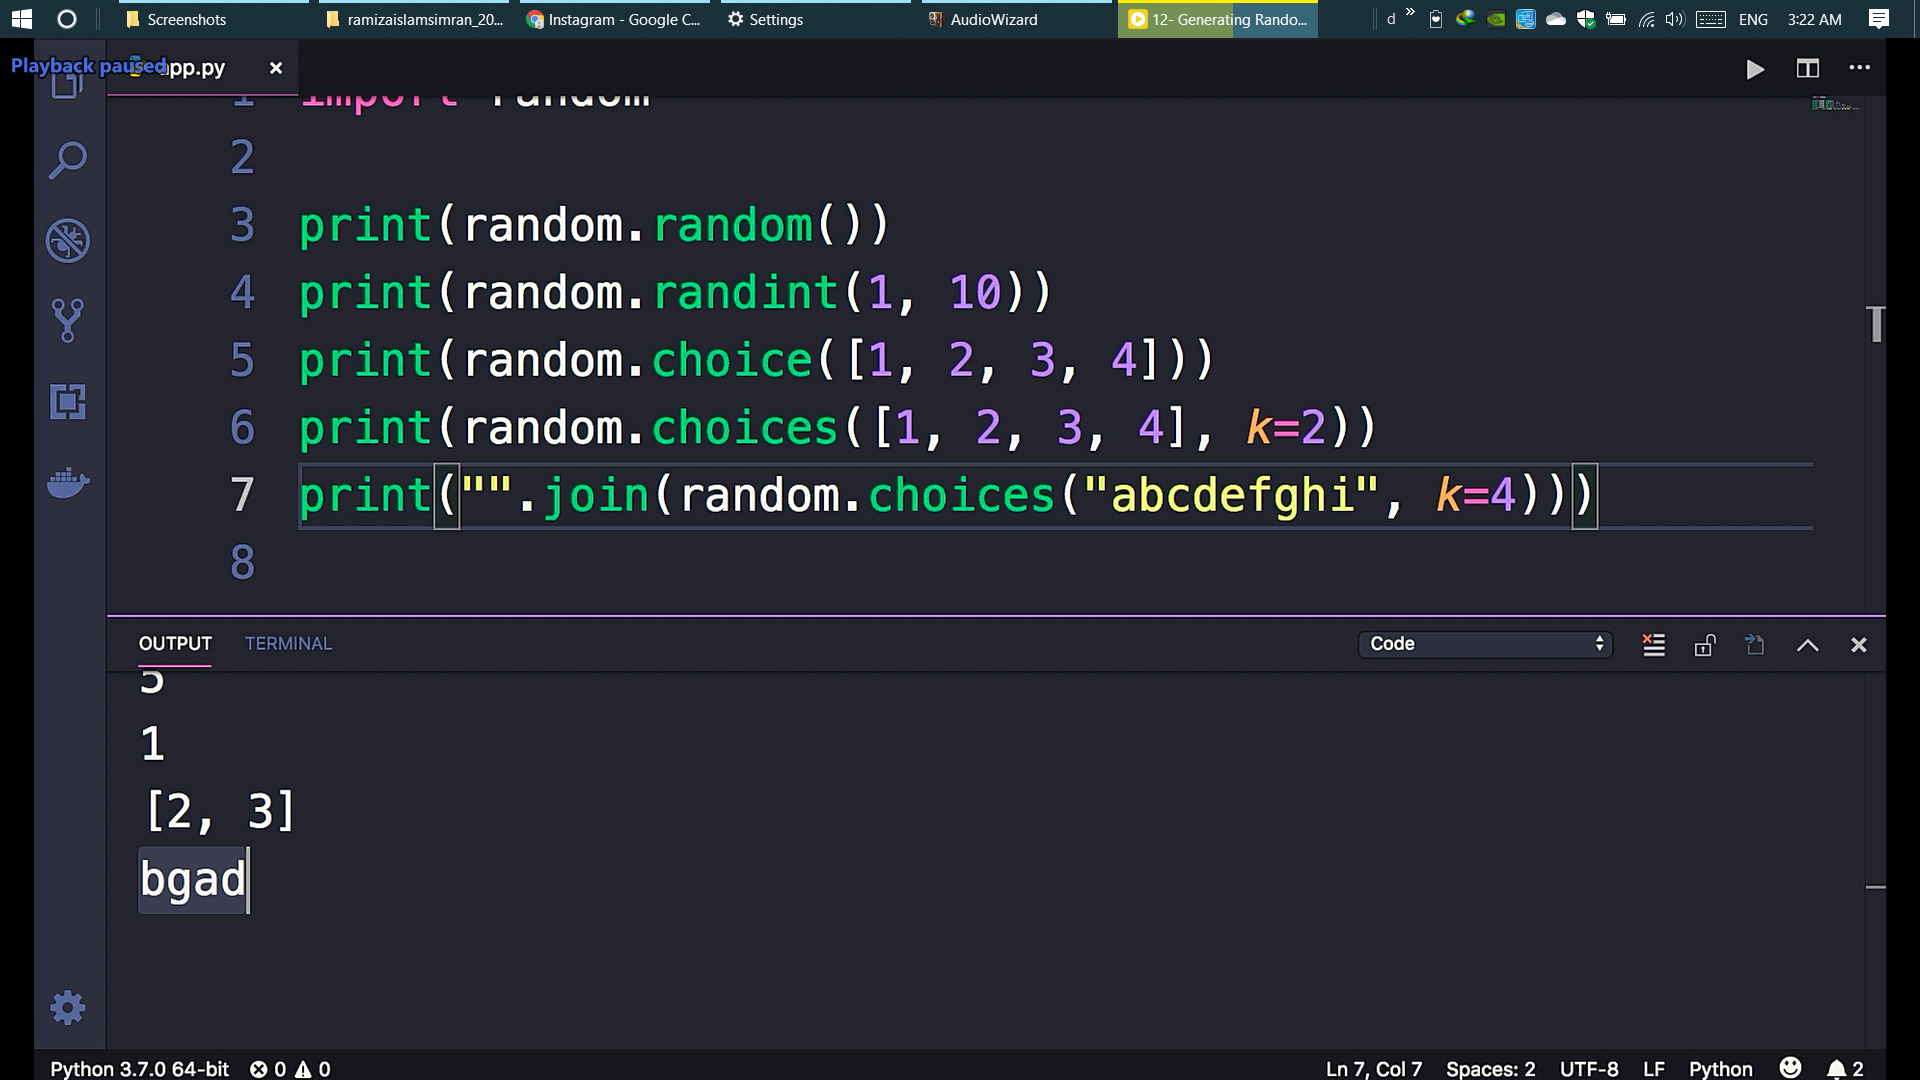 Screenshots ramizaislamsimran_20... Instagram - Google C... Settings AudioWizard 12- Generating Rando... d » ENG 3:22 AM
Playback paused app.py ×
1 import random
2
3 print(random.random())
4 print(random.randint(1, 10))
5 print(random.choice([1, 2, 3, 4]))
6 print(random.choices([1, 2, 3, 4], k=2))
7 print("".join(random.choices("abcdefghi", k=4)))
8
OUTPUT TERMINAL Code
5
1
[2, 3]
bgad
Python 3.7.0 64-bit 0 0 Ln 7, Col 7 Spaces: 2 UTF-8 LF Python 2